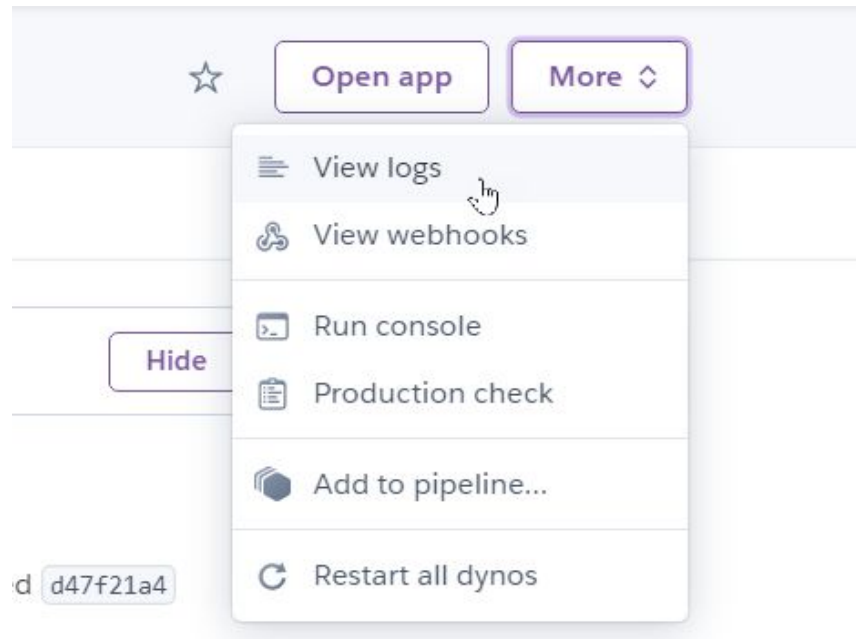 Open app
More
View logs
View webhooks
Run console
Hide
Production check
Add to pipeline...
Restart all dynos
d d47f21a4